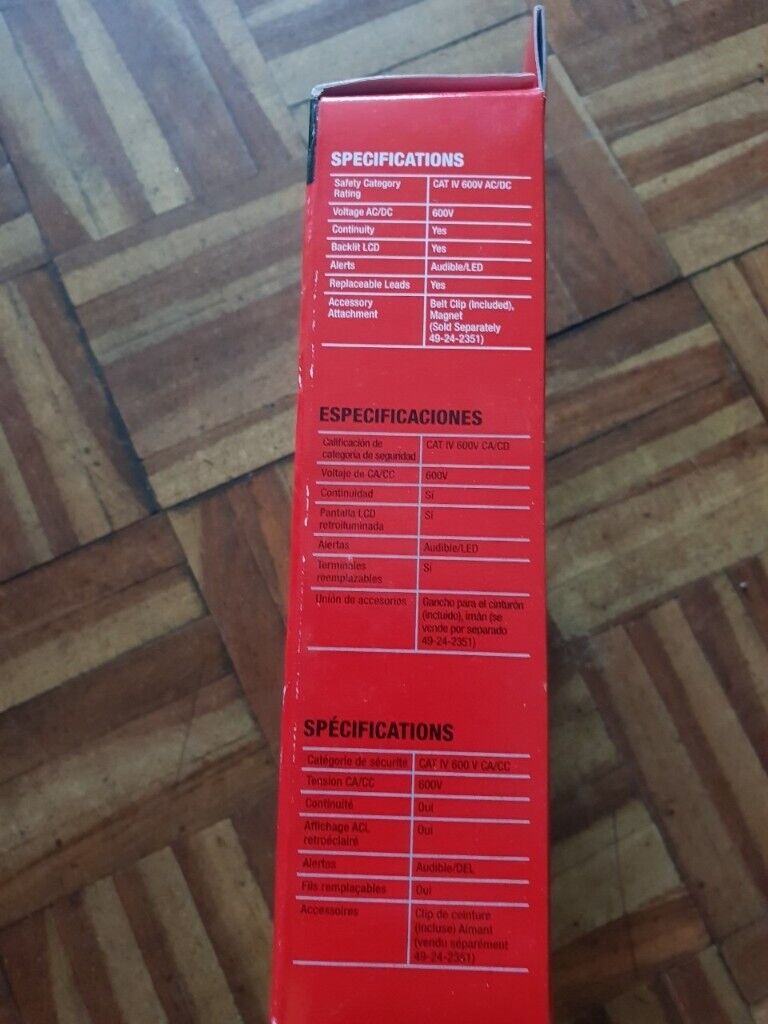 SPECIFICATIONS
Safety Category CAT IV 600V AC/DC
Rating
Voltage AC/DC 600V
Continuity Yes
Backlit LCD Yes
Alerts Audible/LED
Replaceable Leads Yes
Accessory Belt Clip (Included),
Attachment Magnet
(Sold Separately
49-24-2351)
ESPECIFICACIONES
Calificación de CAT IV 600V CA/CD
categoría de seguridad
Voltaje de CA/CC 600V
Continuidad Sí
Pantalla LCD Sí
retroiluminada
Alertas Audible/LED
Terminales Sí
reemplazables
Unión de accesorios Gancho para el cinturón
(incluido), imán (se
vende por separado
49-24-2351)
SPÉCIFICATIONS
Catégorie de sécurité CAT IV 600 V CA/CC
Tension CA/CC 600V
Continuité Oui
Affichage ACL Oui
rétroéclairé
Alertes Audible/DEL
Fils remplaçables Oui
Accessoires Clip de ceinture
(incluse) Aimant
(vendu séparément
49-24-2351)